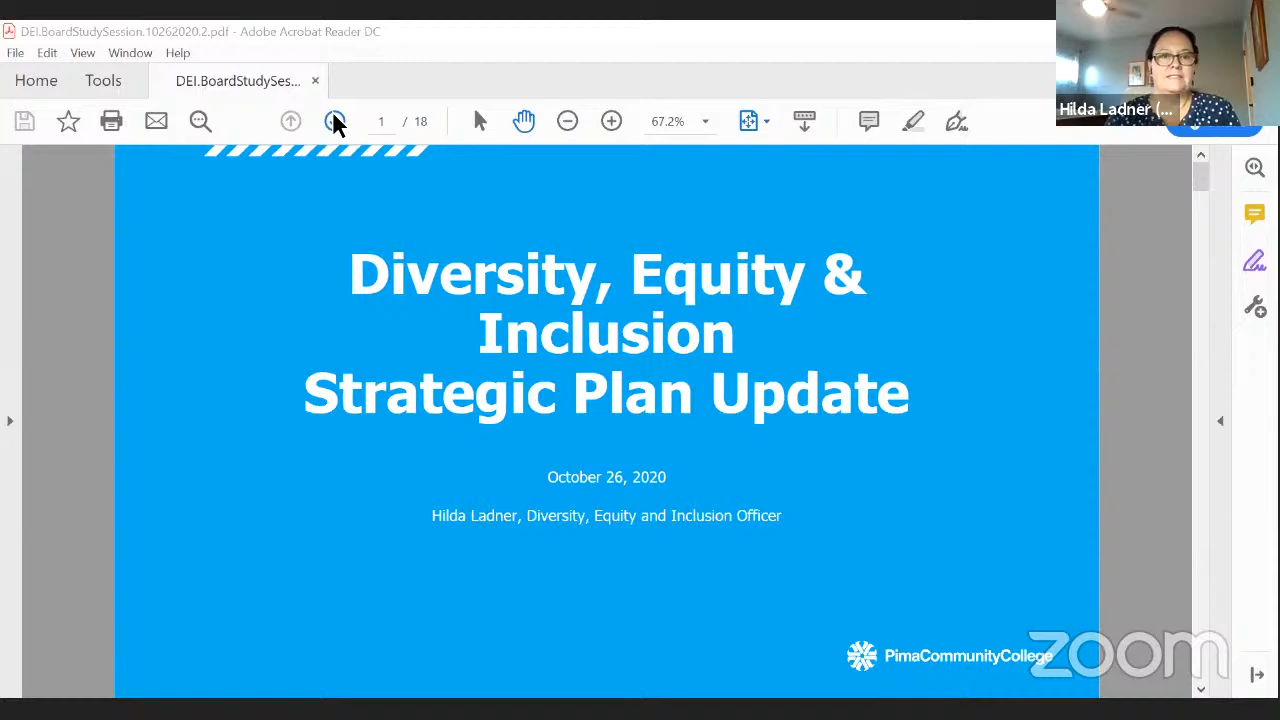 DEI.BoardStudySession.10262020.2.pdf - Adobe Acrobat Reader DC
File Edit View Window Help
Home Tools DEI.BoardStudySes... ×
1 / 18 67.2%
Hilda Ladner (...
Diversity, Equity &
Inclusion
Strategic Plan Update
October 26, 2020
Hilda Ladner, Diversity, Equity and Inclusion Officer
PimaCommunityCollege
zoom